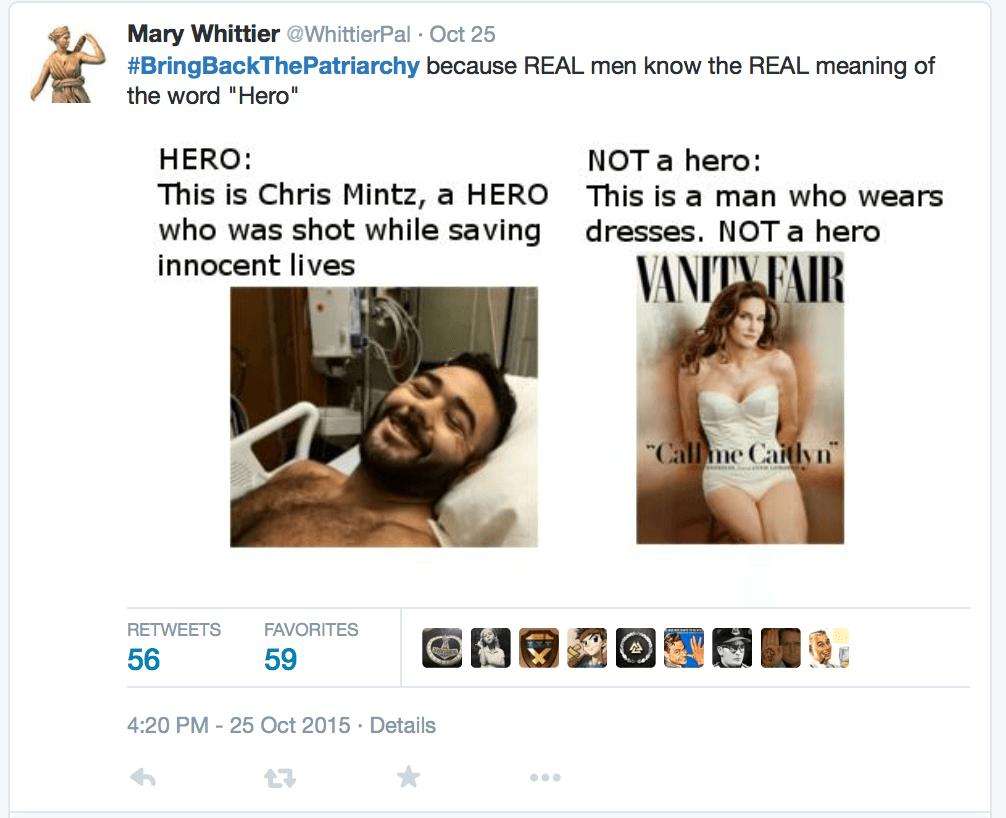 Mary Whittier @WhittierPal · Oct 25
#BringBackThePatriarchy because REAL men know the REAL meaning of
the word "Hero"
HERO:
This is Chris Mintz, a HERO
who was shot while saving
innocent lives
NOT a hero:
This is a man who wears
dresses. NOT a hero
VANITY FAIR
"Call me Caitlyn"
RETWEETS
56
FAVORITES
59
4:20 PM - 25 Oct 2015 · Details